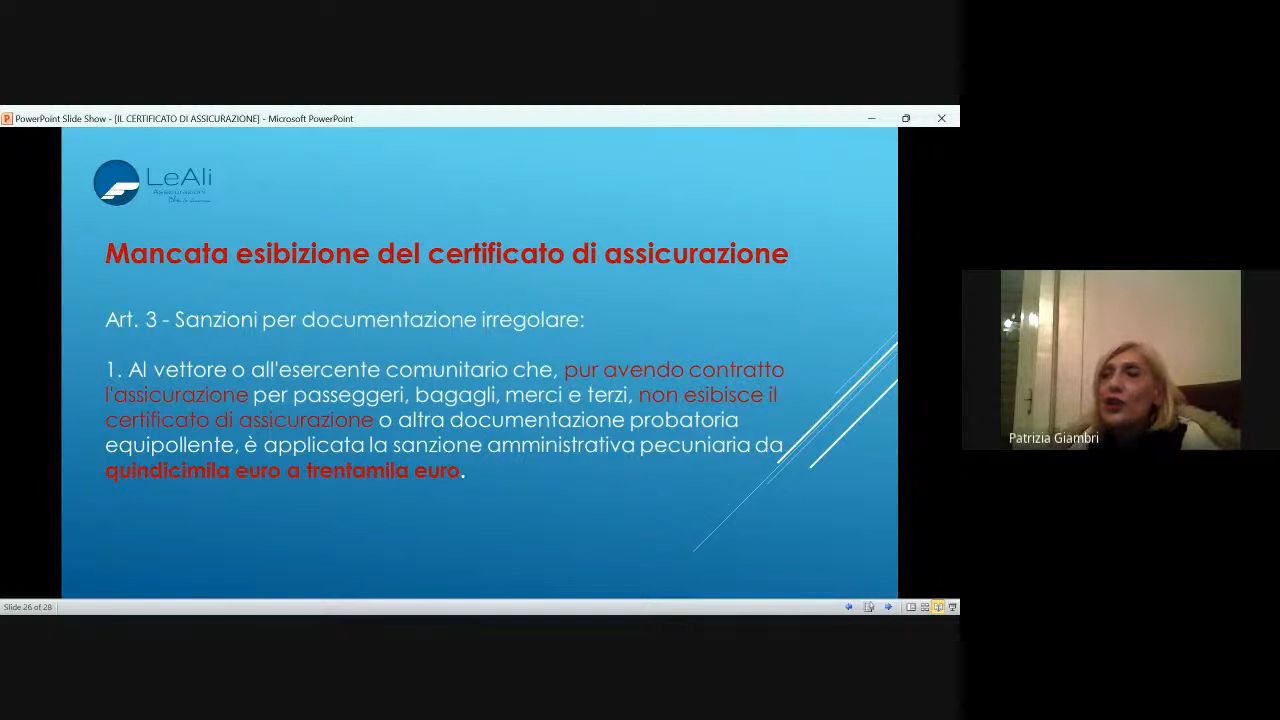 PowerPoint Slide Show - [IL CERTIFICATO DI ASSICURAZIONE] - Microsoft PowerPoint
LeAli
Assicurazioni
Mancata esibizione del certificato di assicurazione
Art. 3 - Sanzioni per documentazione irregolare:
1. Al vettore o all'esercente comunitario che, pur avendo contratto
l'assicurazione per passeggeri, bagagli, merci e terzi, non esibisce il
certificato di assicurazione o altra documentazione probatoria
equipollente, è applicata la sanzione amministrativa pecuniaria da
quindicimila euro a trentamila euro.
Patrizia Giambri
Slide 26 of 28